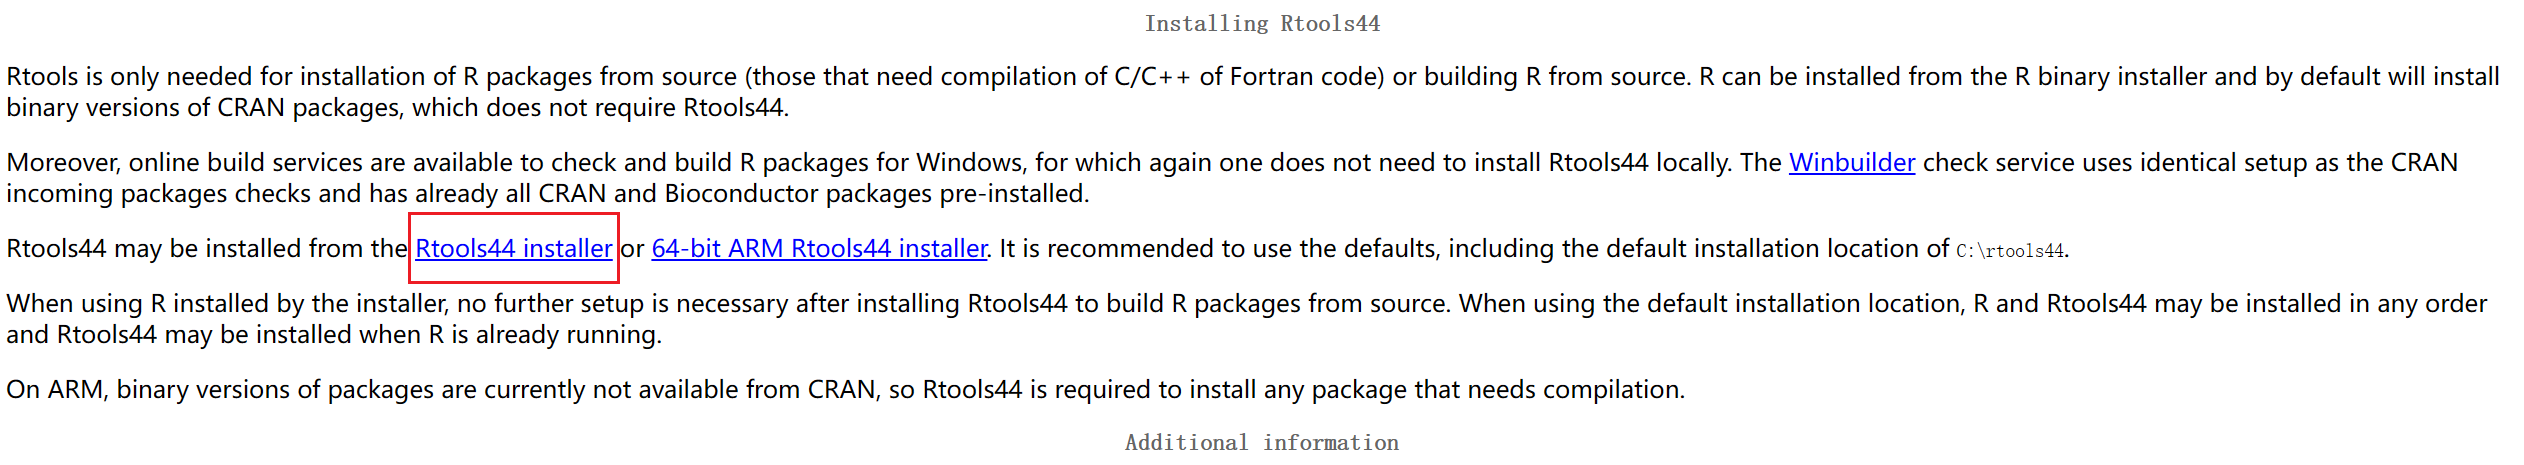 Installing Rtools44
Rtools is only needed for installation of R packages from source (those that need compilation of C/C++ of Fortran code) or building R from source. R can be installed from the R binary installer and by default will install
binary versions of CRAN packages, which does not require Rtools44.
Moreover, online build services are available to check and build R packages for Windows, for which again one does not need to install Rtools44 locally. The Winbuilder check service uses identical setup as the CRAN
incoming packages checks and has already all CRAN and Bioconductor packages pre-installed.
Rtools44 may be installed from the Rtools44 installer or 64-bit ARM Rtools44 installer. It is recommended to use the defaults, including the default installation location of C:\rtools44.
When using R installed by the installer, no further setup is necessary after installing Rtools44 to build R packages from source. When using the default installation location, R and Rtools44 may be installed in any order
and Rtools44 may be installed when R is already running.
On ARM, binary versions of packages are currently not available from CRAN, so Rtools44 is required to install any package that needs compilation.
Additional information